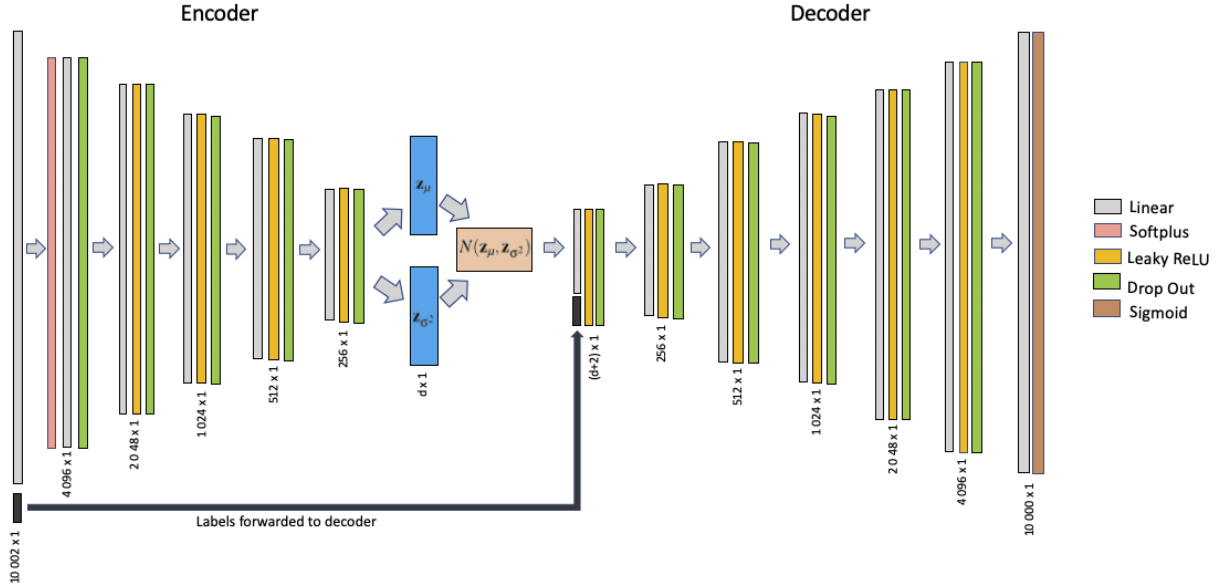 Encoder
Decoder
10 002 x 1
4 096 x 1
2 0 48 x 1
1 024 x 1
512 x 1
256 x 1
z_μ
z_σ²
d x 1
N(z_μ, z_σ²)
(d+2) x 1
256 x 1
512 x 1
1 024 x 1
2 0 48 x 1
4 096 x 1
10 000 x 1
Labels forwarded to decoder
Linear
Softplus
Leaky ReLU
Drop Out
Sigmoid